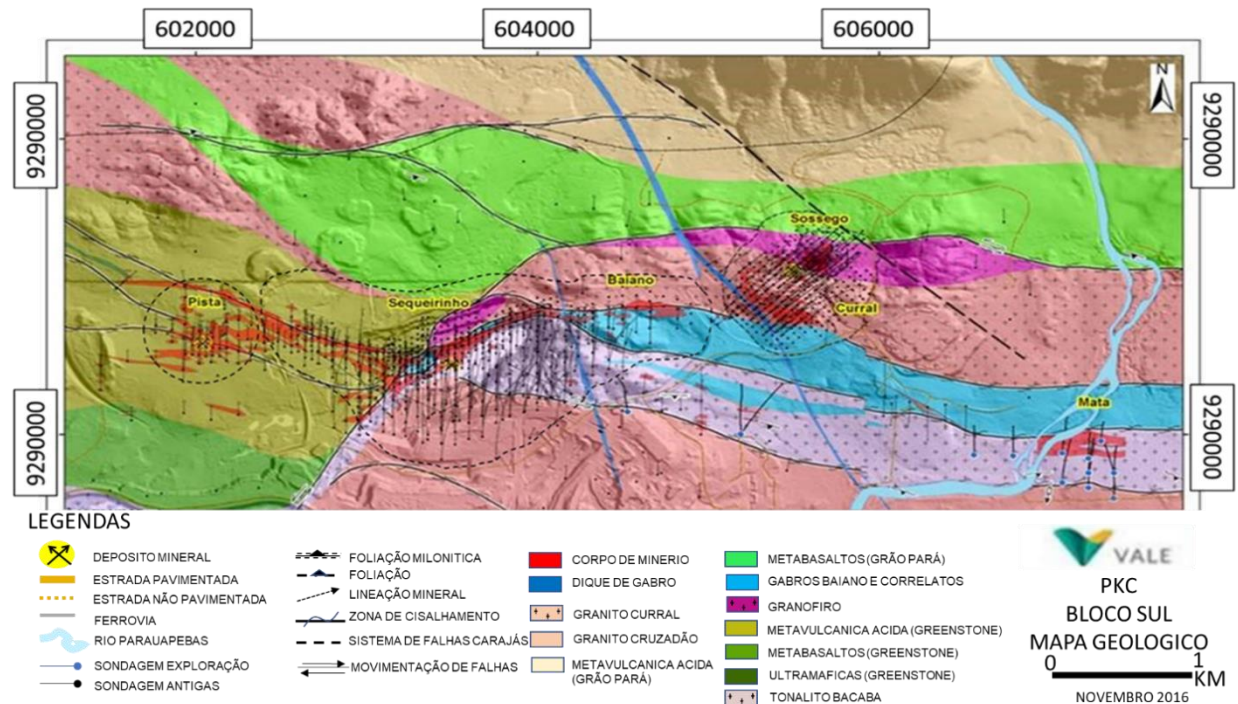 602000
604000
606000
N
9290000
9290000
Sossego
Pista
Sequeirinho
Baiano
Curral
Mata
9290000
9290000
LEGENDAS
DEPOSITO MINERAL
ESTRADA PAVIMENTADA
ESTRADA NÃO PAVIMENTADA
FERROVIA
RIO PARAUAPEBAS
SONDAGEM EXPLORAÇÃO
SONDAGEM ANTIGAS
FOLIAÇÃO MILONITICA
FOLIAÇÃO
LINEAÇÃO MINERAL
ZONA DE CISALHAMENTO
SISTEMA DE FALHAS CARAJÁS
MOVIMENTAÇÃO DE FALHAS
CORPO DE MINERIO
DIQUE DE GABRO
GRANITO CURRAL
GRANITO CRUZADÃO
METAVULCANICA ACIDA
(GRÃO PARÁ)
METABASALTOS (GRÃO PARÁ)
GABROS BAIANO E CORRELATOS
GRANOFIRO
METAVULCANICA ACIDA (GREENSTONE)
METABASALTOS (GREENSTONE)
ULTRAMAFICAS (GREENSTONE)
TONALITO BACABA
VALE
PKC
BLOCO SUL
MAPA GEOLOGICO
0 1
KM
NOVEMBRO 2016